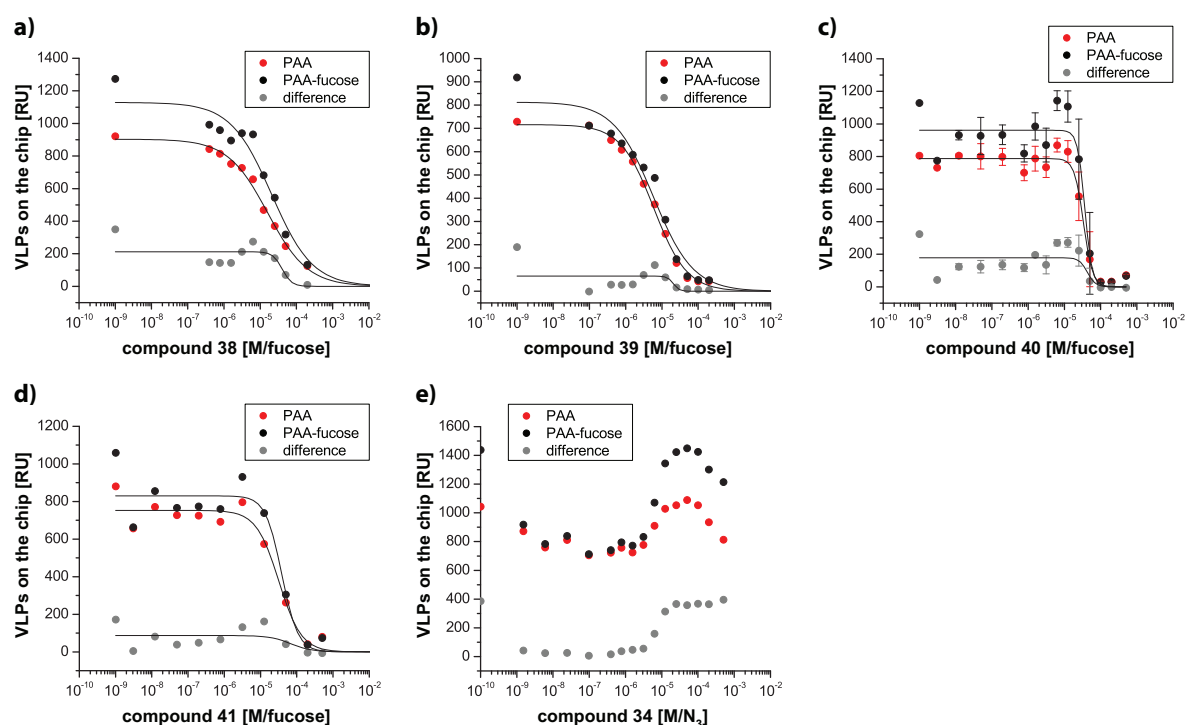 a)
PAA
PAA-fucose
difference
VLPs on the chip [RU]
1400
1200
1000
800
600
400
200
0
10⁻¹⁰ 10⁻⁹ 10⁻⁸ 10⁻⁷ 10⁻⁶ 10⁻⁵ 10⁻⁴ 10⁻³ 10⁻²
compound 38 [M/fucose]
b)
PAA
PAA-fucose
difference
VLPs on the chip [RU]
1000
900
800
700
600
500
400
300
200
100
0
10⁻¹⁰ 10⁻⁹ 10⁻⁸ 10⁻⁷ 10⁻⁶ 10⁻⁵ 10⁻⁴ 10⁻³ 10⁻²
compound 39 [M/fucose]
c)
PAA
PAA-fucose
difference
VLPs on the chip [RU]
1400
1200
1000
800
600
400
200
0
10⁻¹⁰ 10⁻⁹ 10⁻⁸ 10⁻⁷ 10⁻⁶ 10⁻⁵ 10⁻⁴ 10⁻³ 10⁻²
compound 40 [M/fucose]
d)
PAA
PAA-fucose
difference
VLPs on the chip [RU]
1200
1000
800
600
400
200
0
10⁻¹⁰ 10⁻⁹ 10⁻⁸ 10⁻⁷ 10⁻⁶ 10⁻⁵ 10⁻⁴ 10⁻³ 10⁻²
compound 41 [M/fucose]
e)
PAA
PAA-fucose
difference
VLPs on the chip [RU]
1600
1400
1200
1000
800
600
400
200
0
10⁻¹⁰ 10⁻⁹ 10⁻⁸ 10⁻⁷ 10⁻⁶ 10⁻⁵ 10⁻⁴ 10⁻³ 10⁻²
compound 34 [M/N₃]